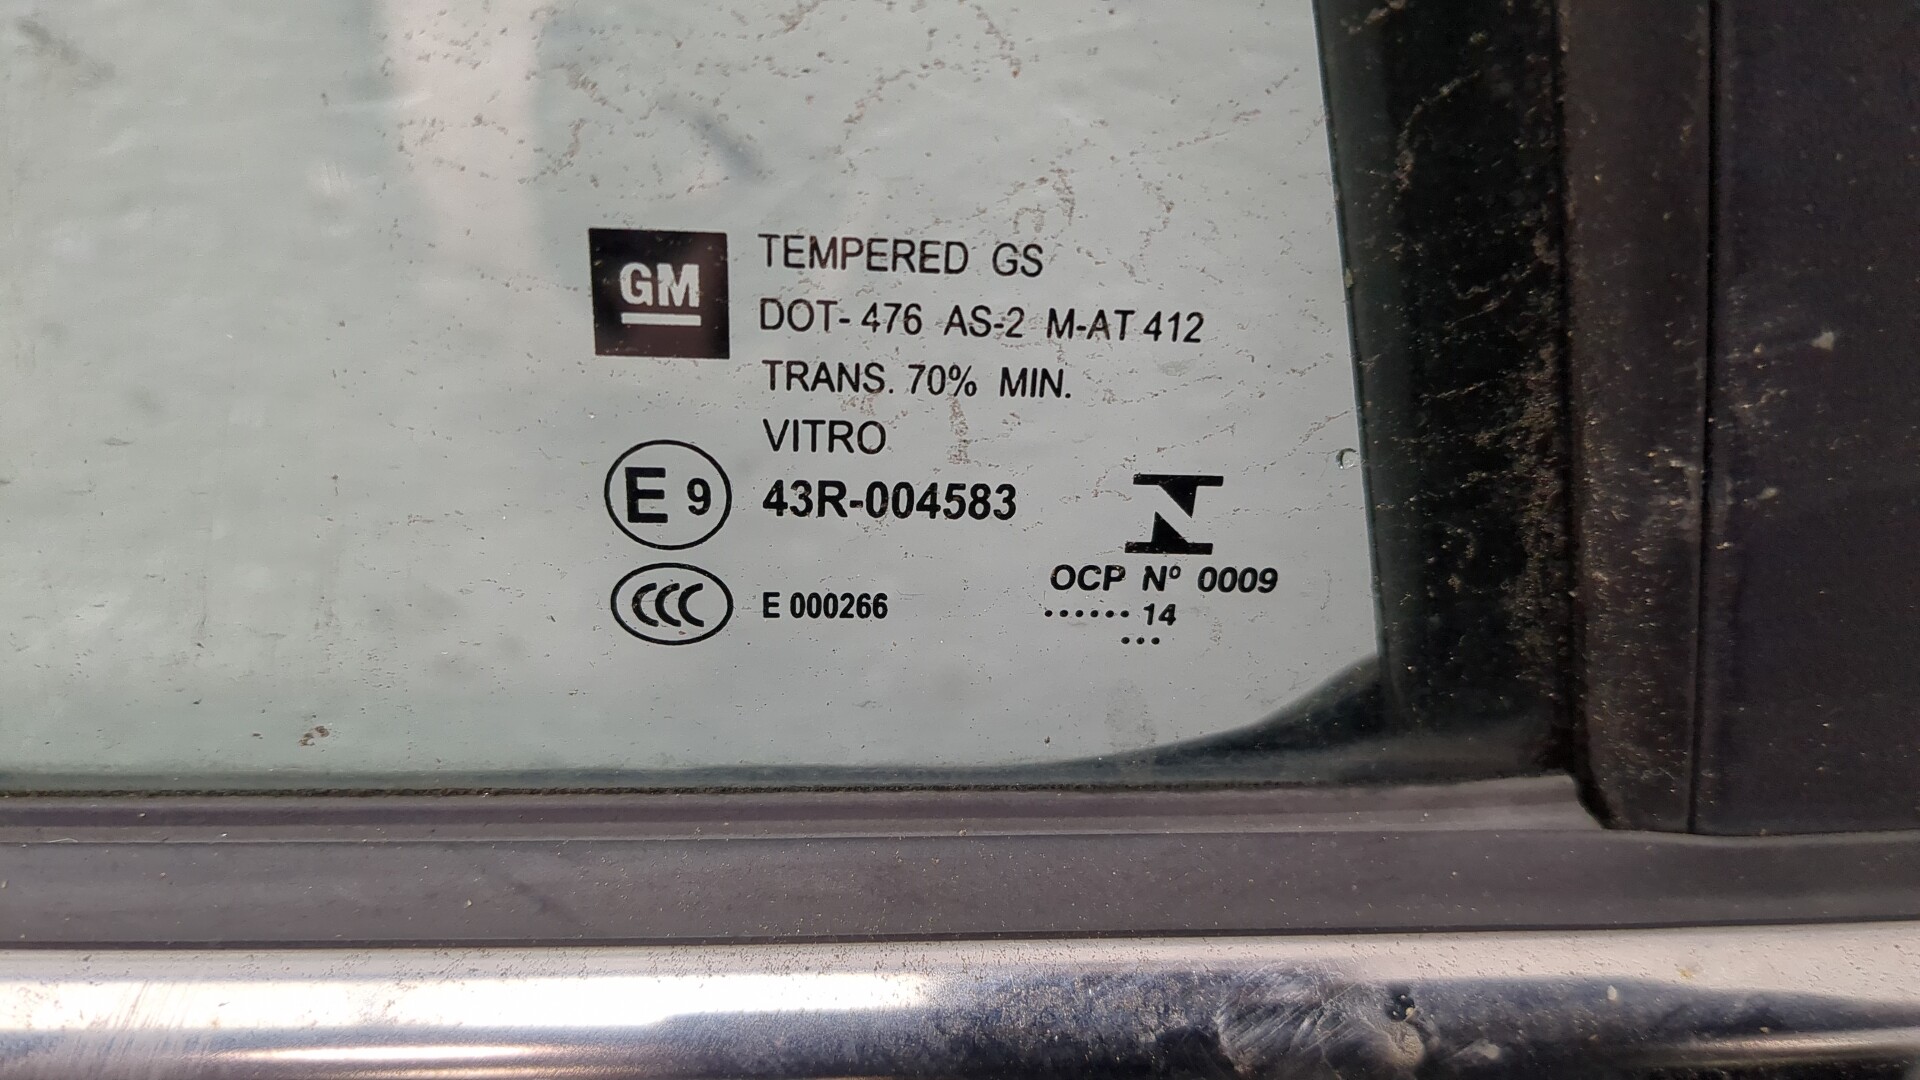 GM
TEMPERED GS
DOT- 476 AS-2 M-AT 412
TRANS. 70% MIN.
VITRO
E 9 43R-004583
CCC E 000266
OCP Nº 0009
•••••• 14
•••